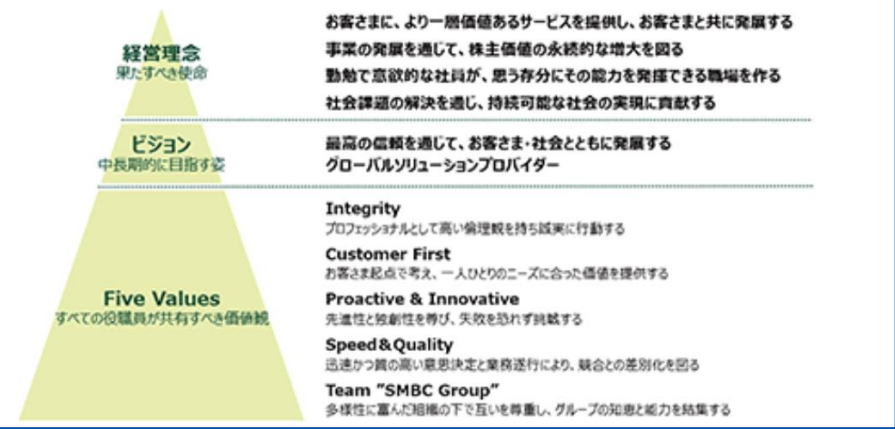 経営理念
果たすべき使命
お客さまに、より一層価値あるサービスを提供し、お客さまと共に発展する
事業の発展を通じて、株主価値の永続的な増大を図る
勤勉で意欲的な社員が、思う存分にその能力を発揮できる職場を作る
社会課題の解決を通じ、持続可能な社会の実現に貢献する
ビジョン
中長期的に目指す姿
最高の信頼を通じて、お客さま・社会とともに発展する
グローバルソリューションプロバイダー
Five Values
すべての役職員が共有すべき価値観
Integrity
プロフェッショナルとして高い倫理観を持ち誠実に行動する
Customer First
お客さま起点で考え、一人ひとりのニーズに合った価値を提供する
Proactive & Innovative
先進性と独創性を尊び、失敗を恐れず挑戦する
Speed&Quality
迅速かつ質の高い意思決定と業務遂行により、競合との差別化を図る
Team "SMBC Group"
多様性に富んだ組織の下で互いを尊重し、グループの知恵と能力を結集する